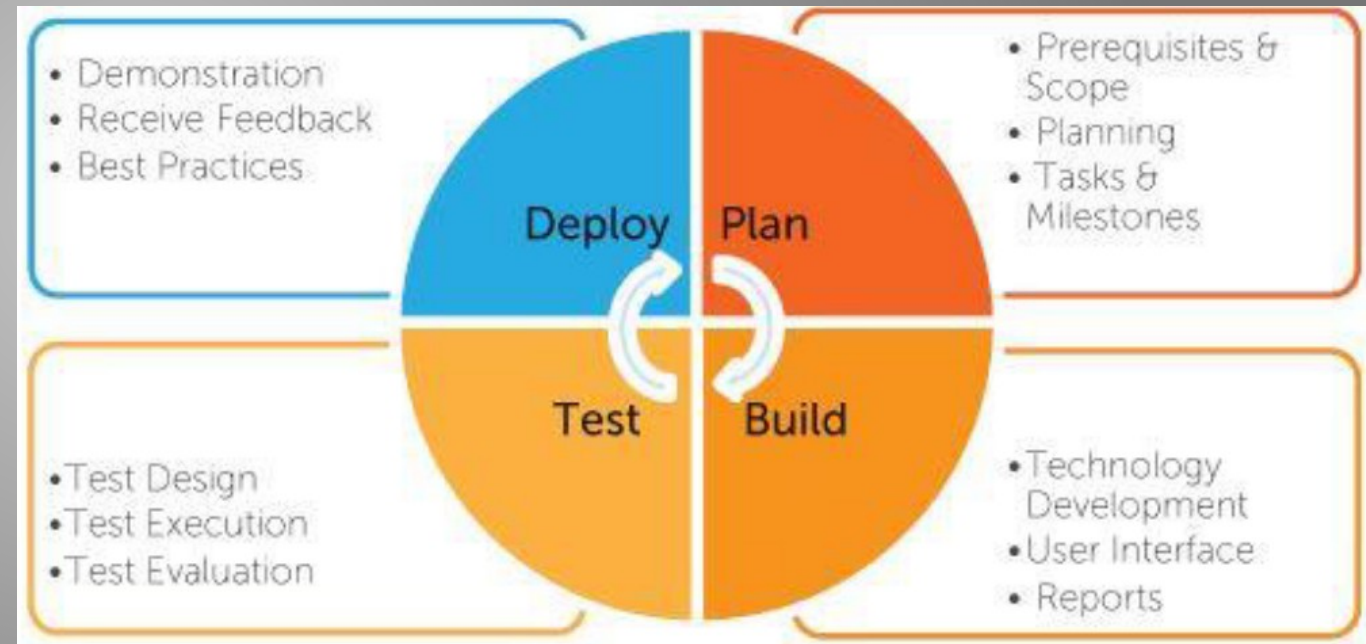 • Demonstration
• Receive Feedback
• Best Practices
• Prerequisites &
Scope
• Planning
• Tasks &
Milestones
Deploy
Plan
Test
Build
•Test Design
•Test Execution
•Test Evaluation
•Technology
Development
•User Interface
• Reports